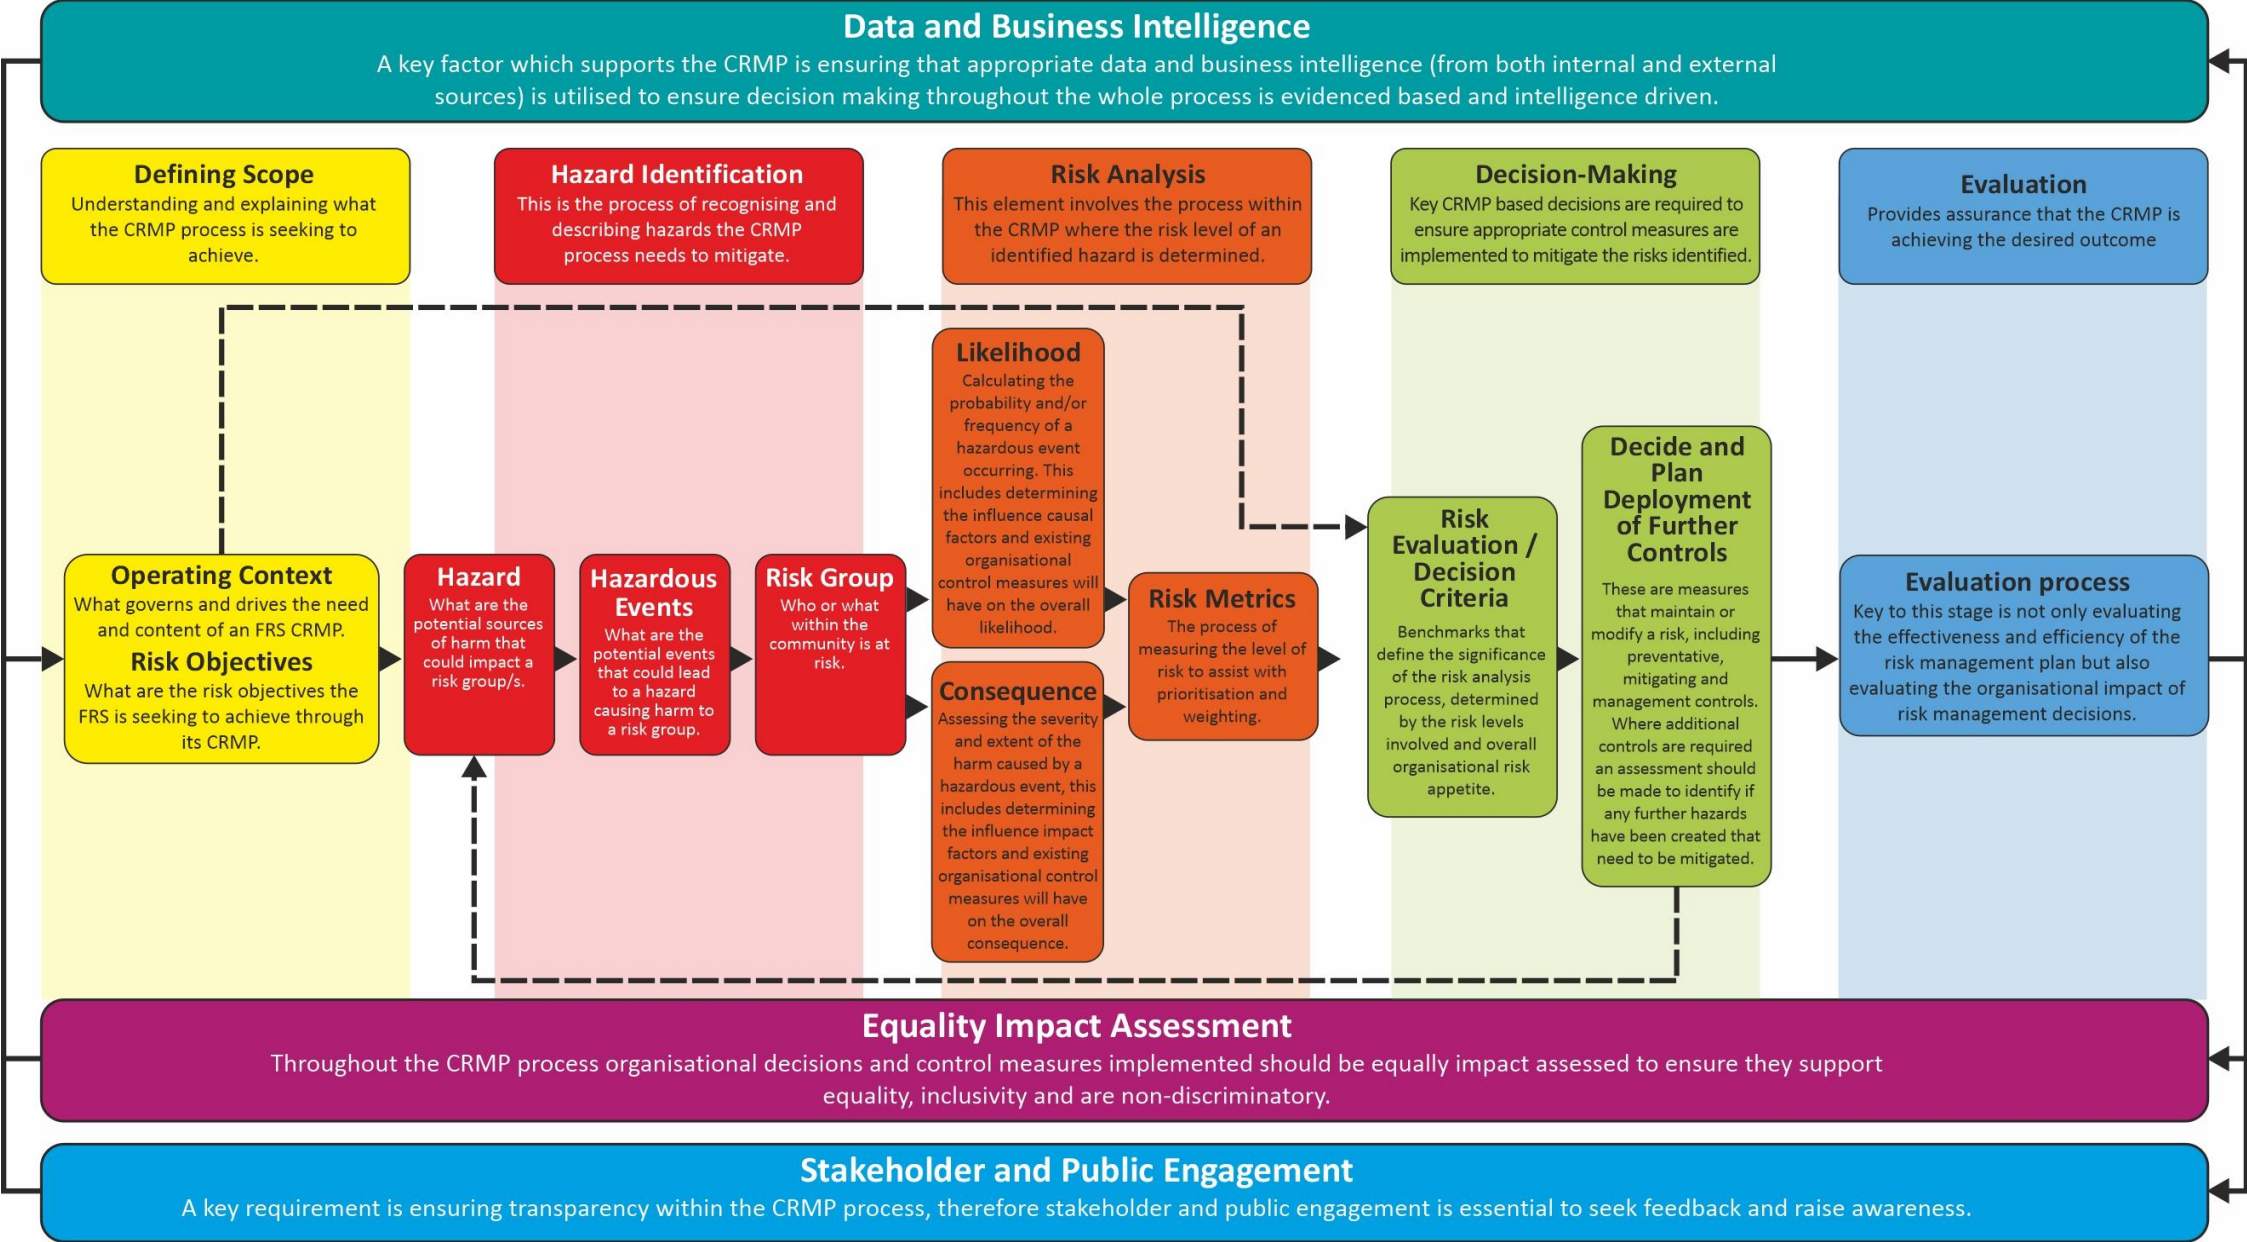 Data and Business Intelligence
A key factor which supports the CRMP is ensuring that appropriate data and business intelligence (from both internal and external
sources) is utilised to ensure decision making throughout the whole process is evidenced based and intelligence driven.
Defining Scope
Understanding and explaining what
the CRMP process is seeking to
achieve.
Hazard Identification
This is the process of recognising and
describing hazards the CRMP
process needs to mitigate.
Risk Analysis
This element involves the process within
the CRMP where the risk level of an
identified hazard is determined.
Decision-Making
Key CRMP based decisions are required to
ensure appropriate control measures are
implemented to mitigate the risks identified.
Evaluation
Provides assurance that the CRMP is
achieving the desired outcome
Operating Context
What governs and drives the need
and content of an FRS CRMP.
Risk Objectives
What are the risk objectives the
FRS is seeking to achieve through
its CRMP.
Hazard
What are the
potential sources
of harm that
could impact a
risk group/s.
Hazardous
Events
What are the
potential events
that could lead
to a hazard
causing harm to
a risk group.
Risk Group
Who or what
within the
community is at
risk.
Likelihood
Calculating the
probability and/or
frequency of a
hazardous event
occurring. This
includes determining
the influence causal
factors and existing
organisational
control measures will
have on the overall
likelihood.
Consequence
Assessing the severity
and extent of the
harm caused by a
hazardous event, this
includes determining
the influence impact
factors and existing
organisational control
measures will have
on the overall
consequence.
Risk Metrics
The process of
measuring the level of
risk to assist with
prioritisation and
weighting.
Risk
Evaluation /
Decision
Criteria
Benchmarks that
define the significance
of the risk analysis
process, determined
by the risk levels
involved and overall
organisational risk
appetite.
Decide and
Plan
Deployment
of Further
Controls
These are measures
that maintain or
modify a risk, including
preventative,
mitigating and
management controls.
Where additional
controls are required
an assessment should
be made to identify if
any further hazards
have been created that
need to be mitigated.
Evaluation process
Key to this stage is not only evaluating
the effectiveness and efficiency of the
risk management plan but also
evaluating the organisational impact of
risk management decisions.
Equality Impact Assessment
Throughout the CRMP process organisational decisions and control measures implemented should be equally impact assessed to ensure they support
equality, inclusivity and are non-discriminatory.
Stakeholder and Public Engagement
A key requirement is ensuring transparency within the CRMP process, therefore stakeholder and public engagement is essential to seek feedback and raise awareness.